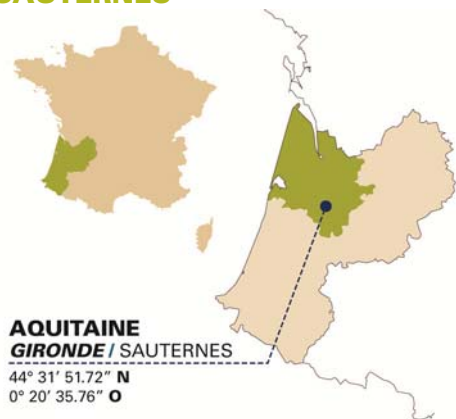 SAUTERNES
AQUITAINE
GIRONDE / SAUTERNES
44° 31’ 51.72” N
0° 20’ 35.76” O